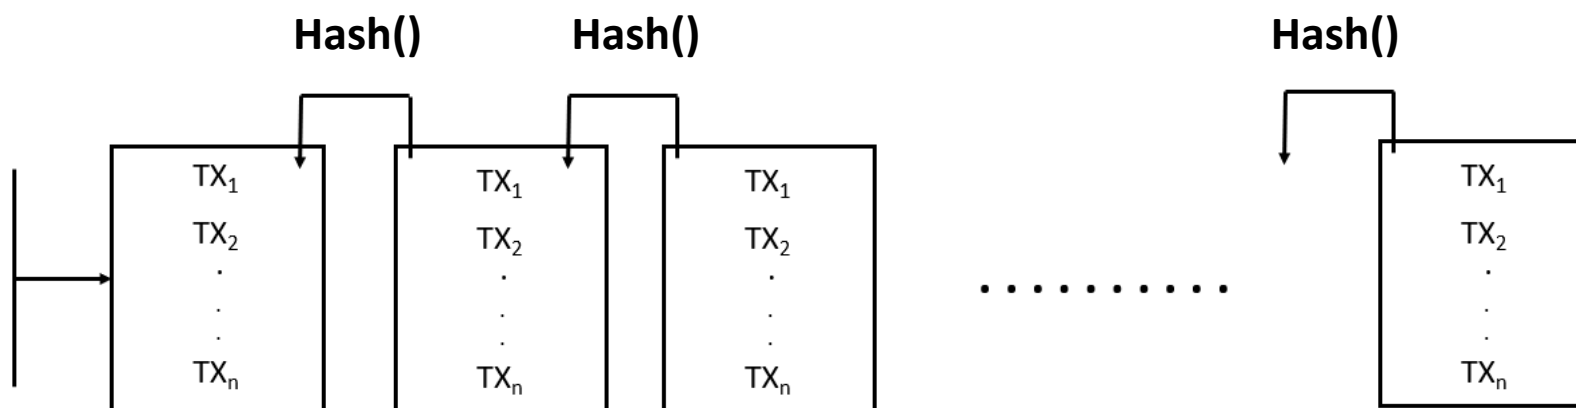 Hash() Hash() Hash()
TX₁ TX₁ TX₁ TX₁
TX₂ TX₂ TX₂ TX₂
. . . .
. . . .
. . . .
TXₙ TXₙ TXₙ TXₙ
..........